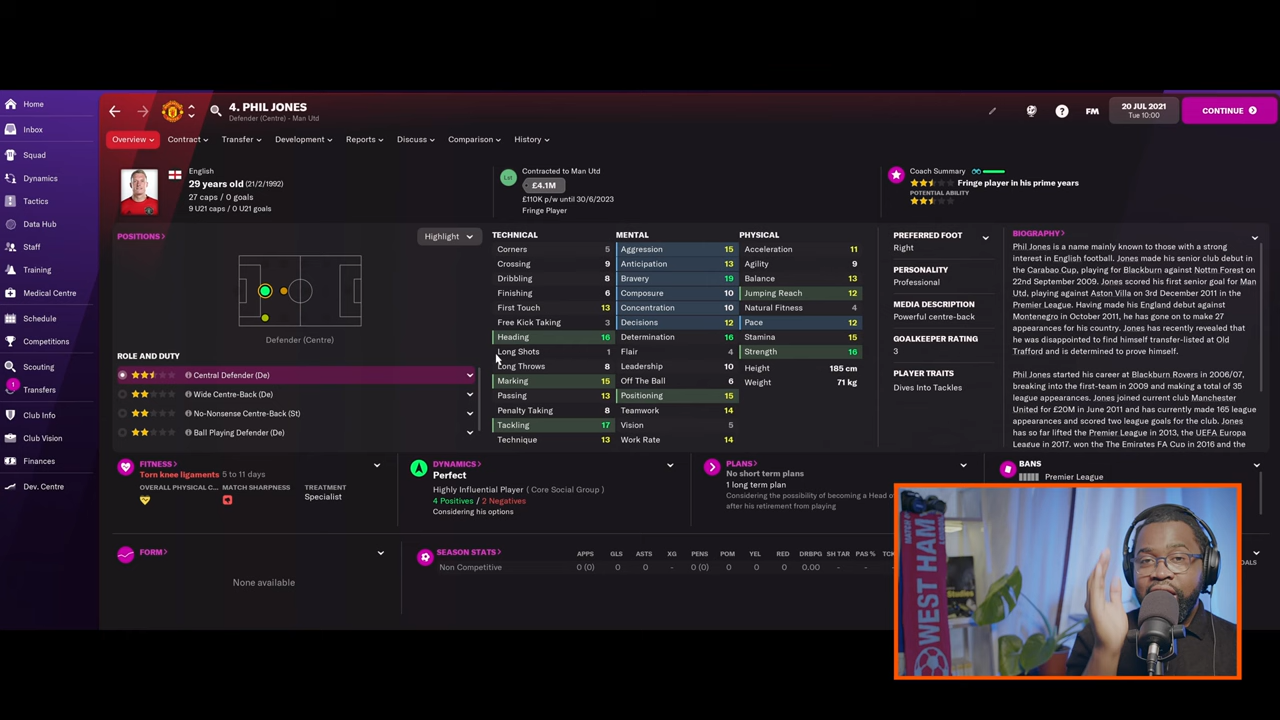 Home
Inbox
Squad
Dynamics
Tactics
Data Hub
Staff
Training
Medical Centre
Schedule
Competitions
Scouting
1
Transfers
Club Info
Club Vision
Finances
Dev. Centre
4. PHIL JONES
Defender (Centre) - Man Utd
FM
20 JUL 2021
Tue 10:00
CONTINUE
Overview
Contract
Transfer
Development
Reports
Discuss
Comparison
History
English
29 years old (21/2/1992)
27 caps / 0 goals
9 U21 caps / 0 U21 goals
Lst
Contracted to Man Utd
£4.1M
£110K p/w until 30/6/2023
Fringe Player
Coach Summary
Fringe player in his prime years
POTENTIAL ABILITY
POSITIONS
Highlight
Defender (Centre)
ROLE AND DUTY
Central Defender (De)
Wide Centre-Back (De)
No-Nonsense Centre-Back (St)
Ball Playing Defender (De)
TECHNICAL
Corners 5
Crossing 9
Dribbling 8
Finishing 6
First Touch 13
Free Kick Taking 3
Heading 16
Long Shots 1
Long Throws 8
Marking 15
Passing 13
Penalty Taking 8
Tackling 17
Technique 13
MENTAL
Aggression 15
Anticipation 13
Bravery 19
Composure 10
Concentration 10
Decisions 12
Determination 16
Flair 4
Leadership 10
Off The Ball 6
Positioning 15
Teamwork 14
Vision 5
Work Rate 14
PHYSICAL
Acceleration 11
Agility 9
Balance 13
Jumping Reach 12
Natural Fitness 4
Pace 12
Stamina 15
Strength 16
Height 185 cm
Weight 71 kg
PREFERRED FOOT
Right
PERSONALITY
Professional
MEDIA DESCRIPTION
Powerful centre-back
GOALKEEPER RATING
3
PLAYER TRAITS
Dives Into Tackles
BIOGRAPHY
Phil Jones is a name mainly known to those with a strong
interest in English football. Jones made his senior club debut in
the Carabao Cup, playing for Blackburn against Nottm Forest on
22nd September 2009. Jones scored his first senior goal for Man
Utd, playing against Aston Villa on 3rd December 2011 in the
Premier League. Having made his England debut against
Montenegro in October 2011, he has gone on to make 27
appearances for his country. Jones has recently revealed that
he was disappointed to find himself transfer-listed at Old
Trafford and is determined to prove himself.
Phil Jones started his career at Blackburn Rovers in 2006/07,
breaking into the first-team in 2009 and making a total of 35
league appearances. Jones joined current club Manchester
United for £20M in June 2011 and has currently made 165 league
appearances and scored two league goals for the club. Jones
has so far lifted the Premier League in 2013, the UEFA Europa
League in 2017, won the The Emirates FA Cup in 2016 and the
FITNESS
Torn knee ligaments 5 to 11 days
OVERALL PHYSICAL C...
MATCH SHARPNESS
TREATMENT
Specialist
DYNAMICS
Perfect
Highly Influential Player ( Core Social Group )
4 Positives / 2 Negatives
Considering his options
PLANS
No short term plans
1 long term plan
Considering the possibility of becoming a Head o
after his retirement from playing
BANS
Premier League
FORM
None available
SEASON STATS
APPS GLS ASTS XG PENS POM YEL RED DRBPG SH TAR PAS % TCK
Non Competitive 0 (0) 0 0 - 0 (0) 0 0 0 0.00 - - -
OALS
WEST HAM